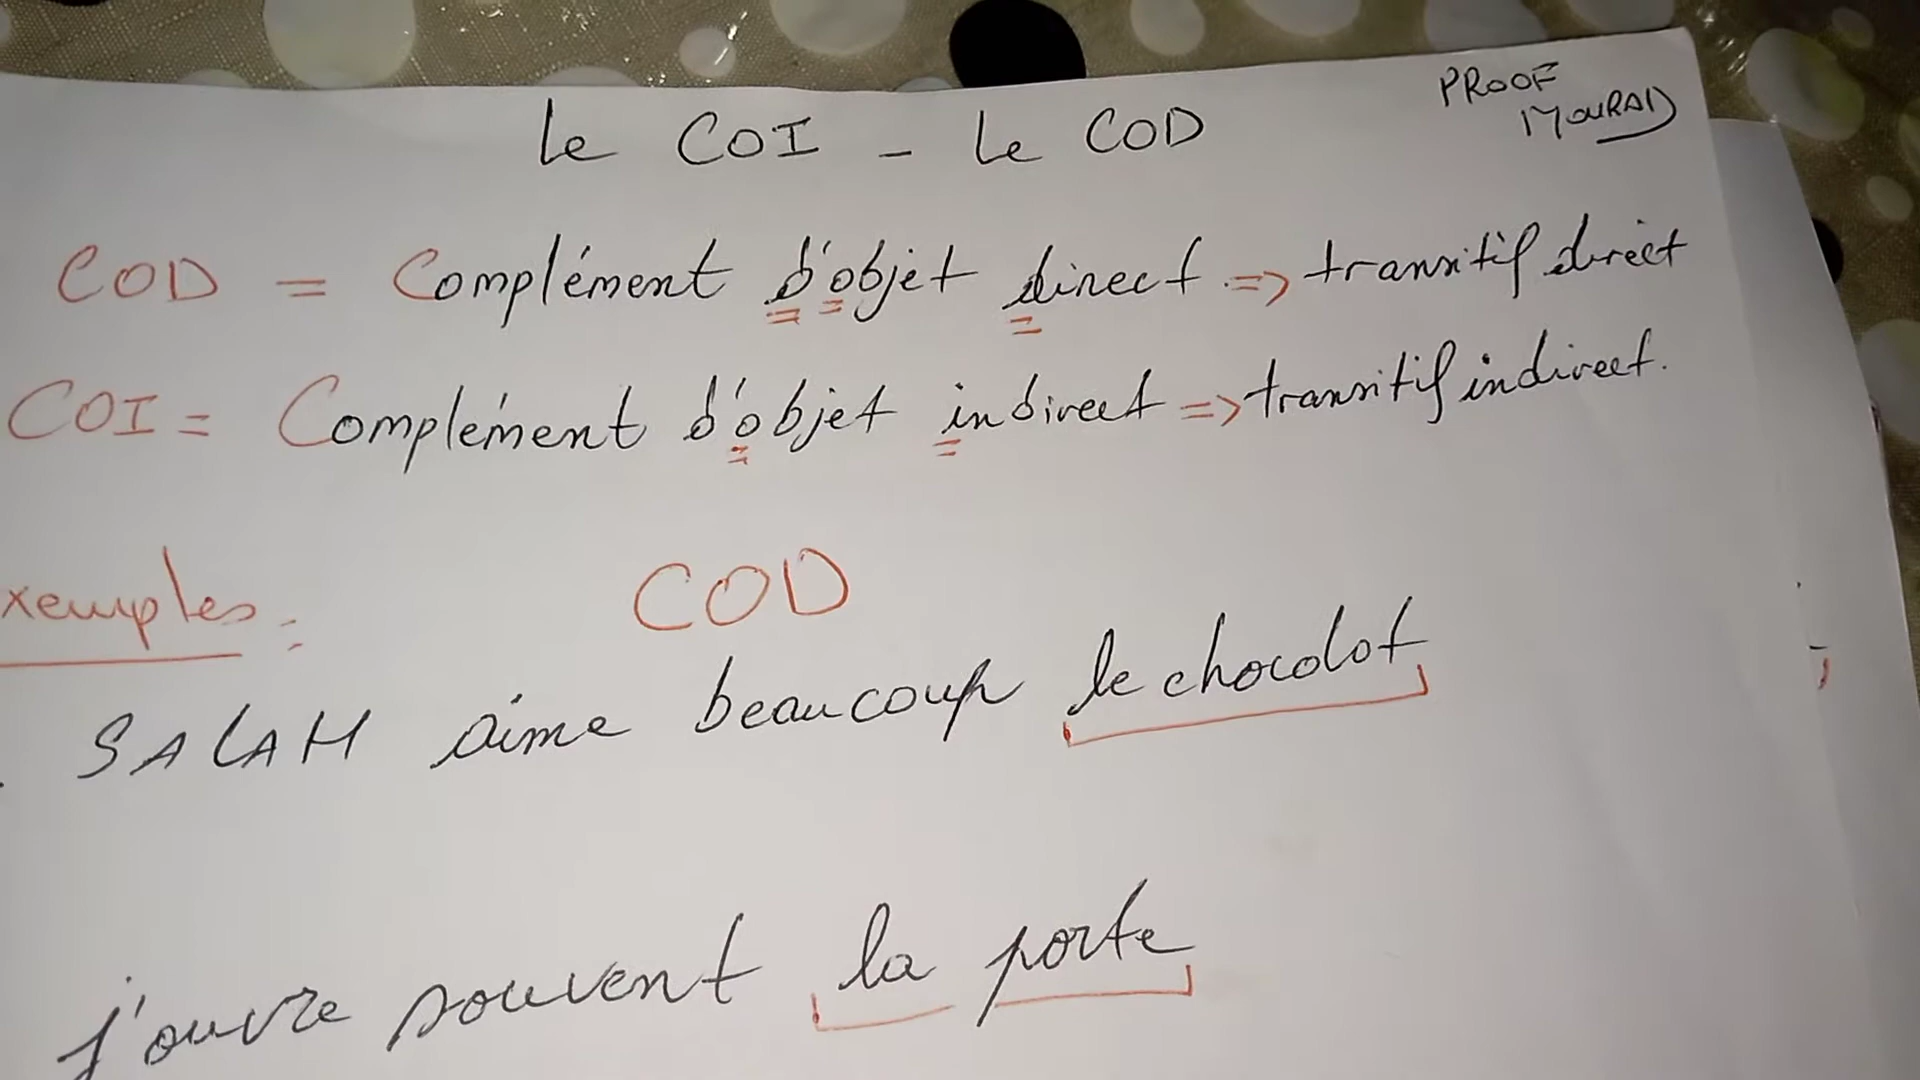 le COI - le COD
PROOF
MOURAD
COD = Complément d'objet direct => transitif direct
COI = Complément d'objet indirect => transitif indirect.
xemples:
COD
SALAH aime beaucoup le chocolat
j'ouvre souvent la porte